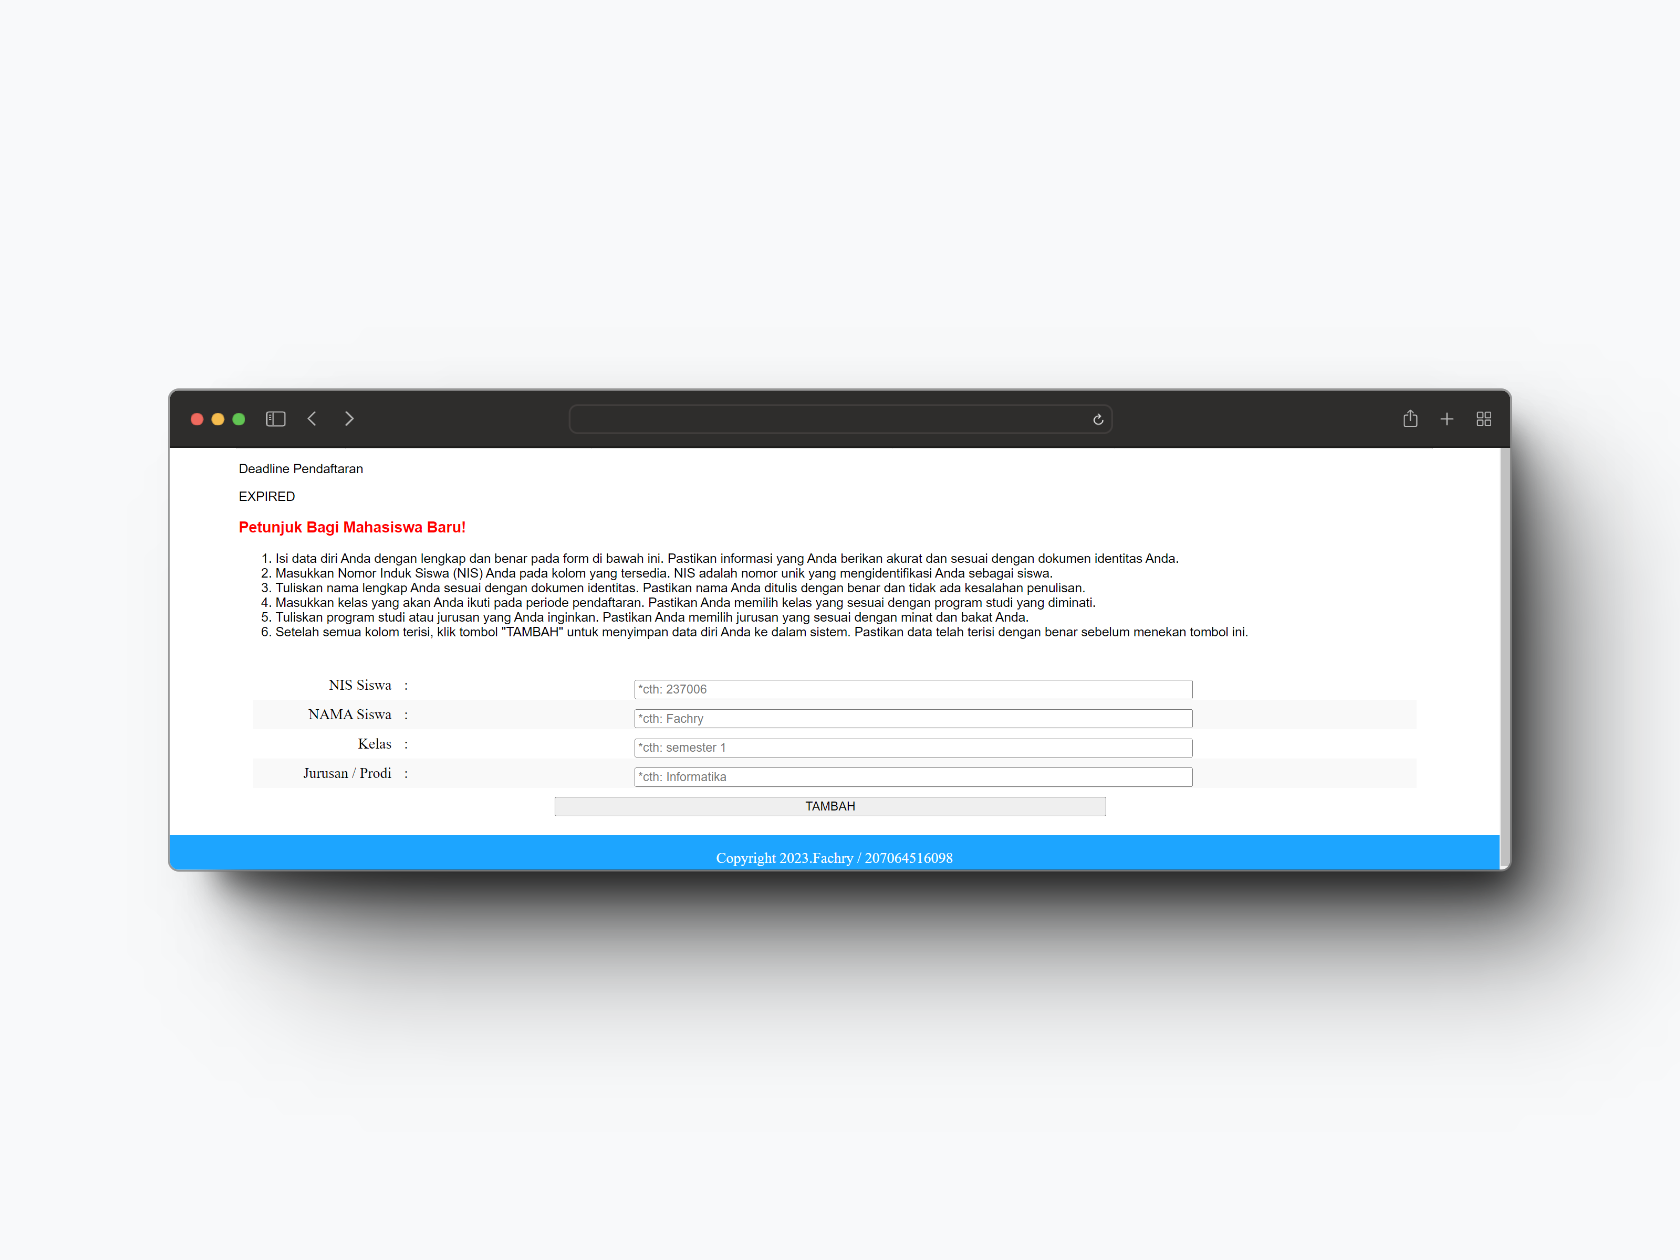 Deadline Pendaftaran
EXPIRED
Petunjuk Bagi Mahasiswa Baru!
1. Isi data diri Anda dengan lengkap dan benar pada form di bawah ini. Pastikan informasi yang Anda berikan akurat dan sesuai dengan dokumen identitas Anda.
2. Masukkan Nomor Induk Siswa (NIS) Anda pada kolom yang tersedia. NIS adalah nomor unik yang mengidentifikasi Anda sebagai siswa.
3. Tuliskan nama lengkap Anda sesuai dengan dokumen identitas. Pastikan nama Anda ditulis dengan benar dan tidak ada kesalahan penulisan.
4. Masukkan kelas yang akan Anda ikuti pada periode pendaftaran. Pastikan Anda memilih kelas yang sesuai dengan program studi yang diminati.
5. Tuliskan program studi atau jurusan yang Anda inginkan. Pastikan Anda memilih jurusan yang sesuai dengan minat dan bakat Anda.
6. Setelah semua kolom terisi, klik tombol "TAMBAH" untuk menyimpan data diri Anda ke dalam sistem. Pastikan data telah terisi dengan benar sebelum menekan tombol ini.
NIS Siswa : *cth: 237006
NAMA Siswa : *cth: Fachry
Kelas : *cth: semester 1
Jurusan / Prodi : *cth: Informatika
TAMBAH
Copyright 2023.Fachry / 207064516098